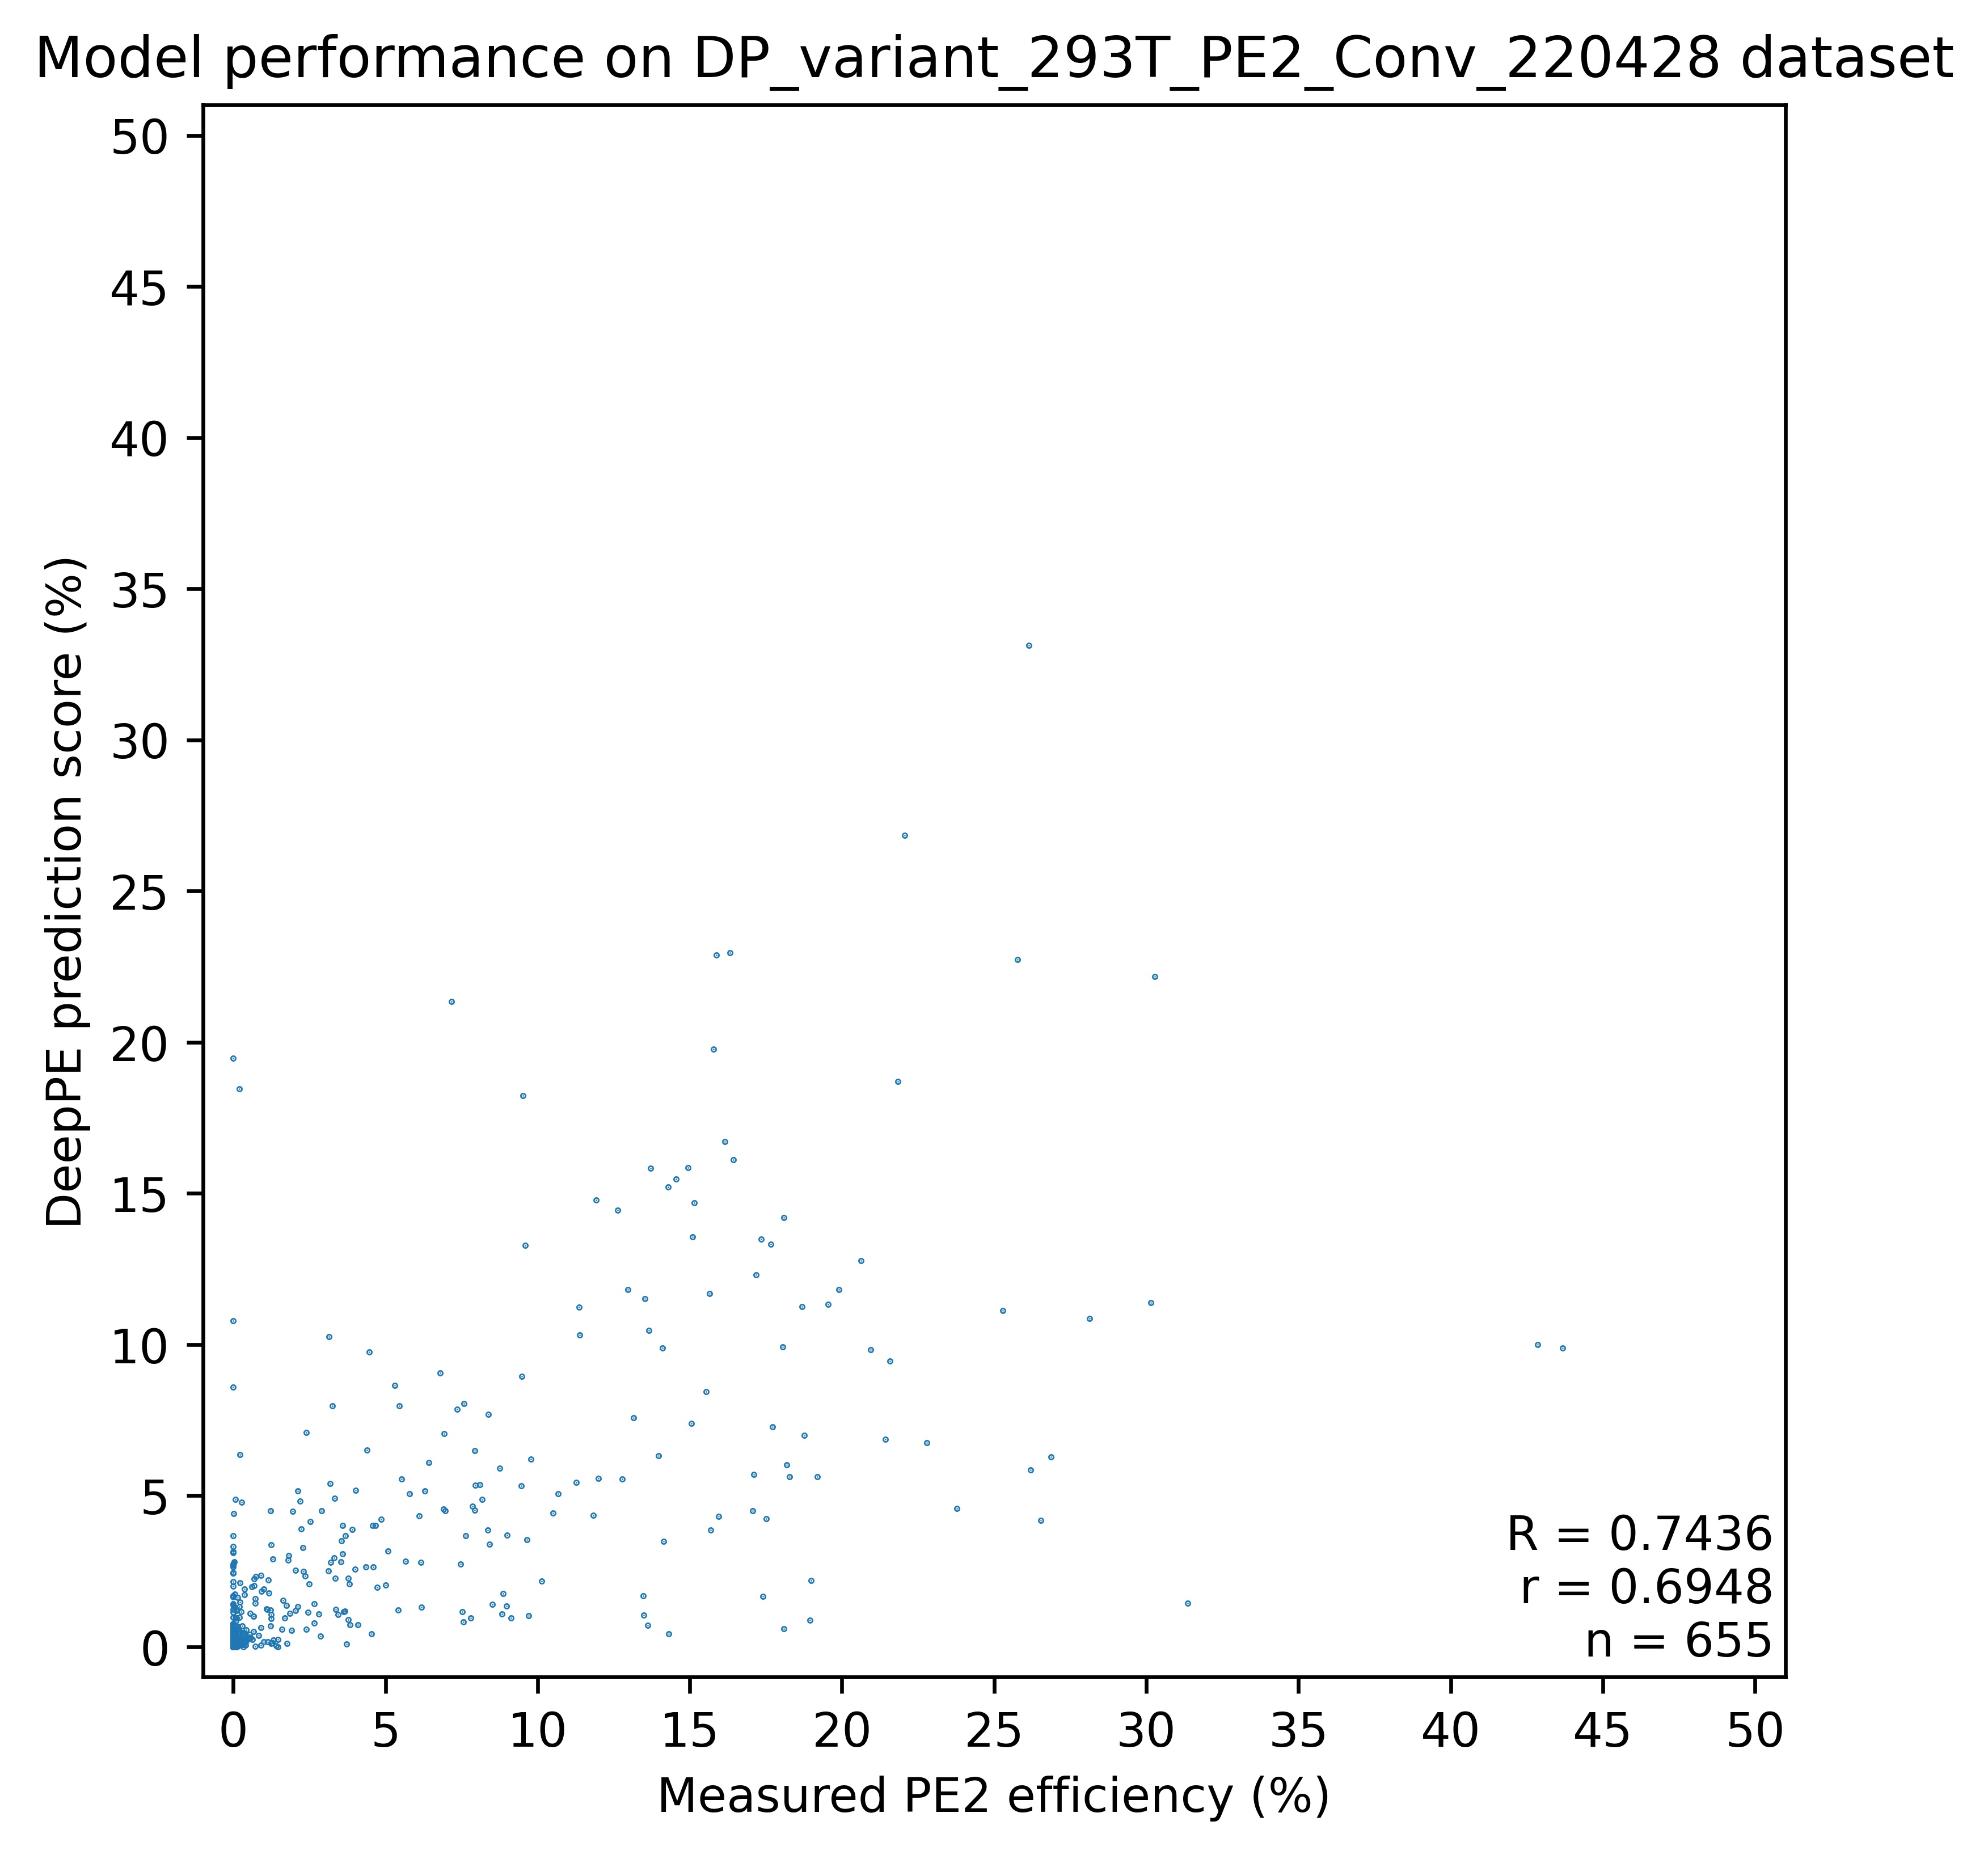 Model performance on DP_variant_293T_PE2_Conv_220428 dataset
DeepPE prediction score (%)
50
45
40
35
30
25
20
15
10
5
0
R = 0.7436
r = 0.6948
n = 655
0 5 10 15 20 25 30 35 40 45 50
Measured PE2 efficiency (%)